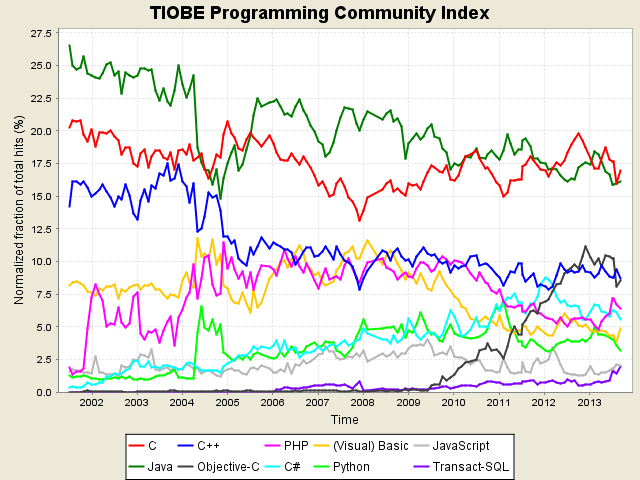 TIOBE Programming Community Index
Normalized fraction of total hits (%)
27.5
25.0
22.5
20.0
17.5
15.0
12.5
10.0
7.5
5.0
2.5
0.0
2002 2003 2004 2005 2006 2007 2008 2009 2010 2011 2012 2013
Time
C C++ PHP (Visual) Basic JavaScript
Java Objective-C C# Python Transact-SQL